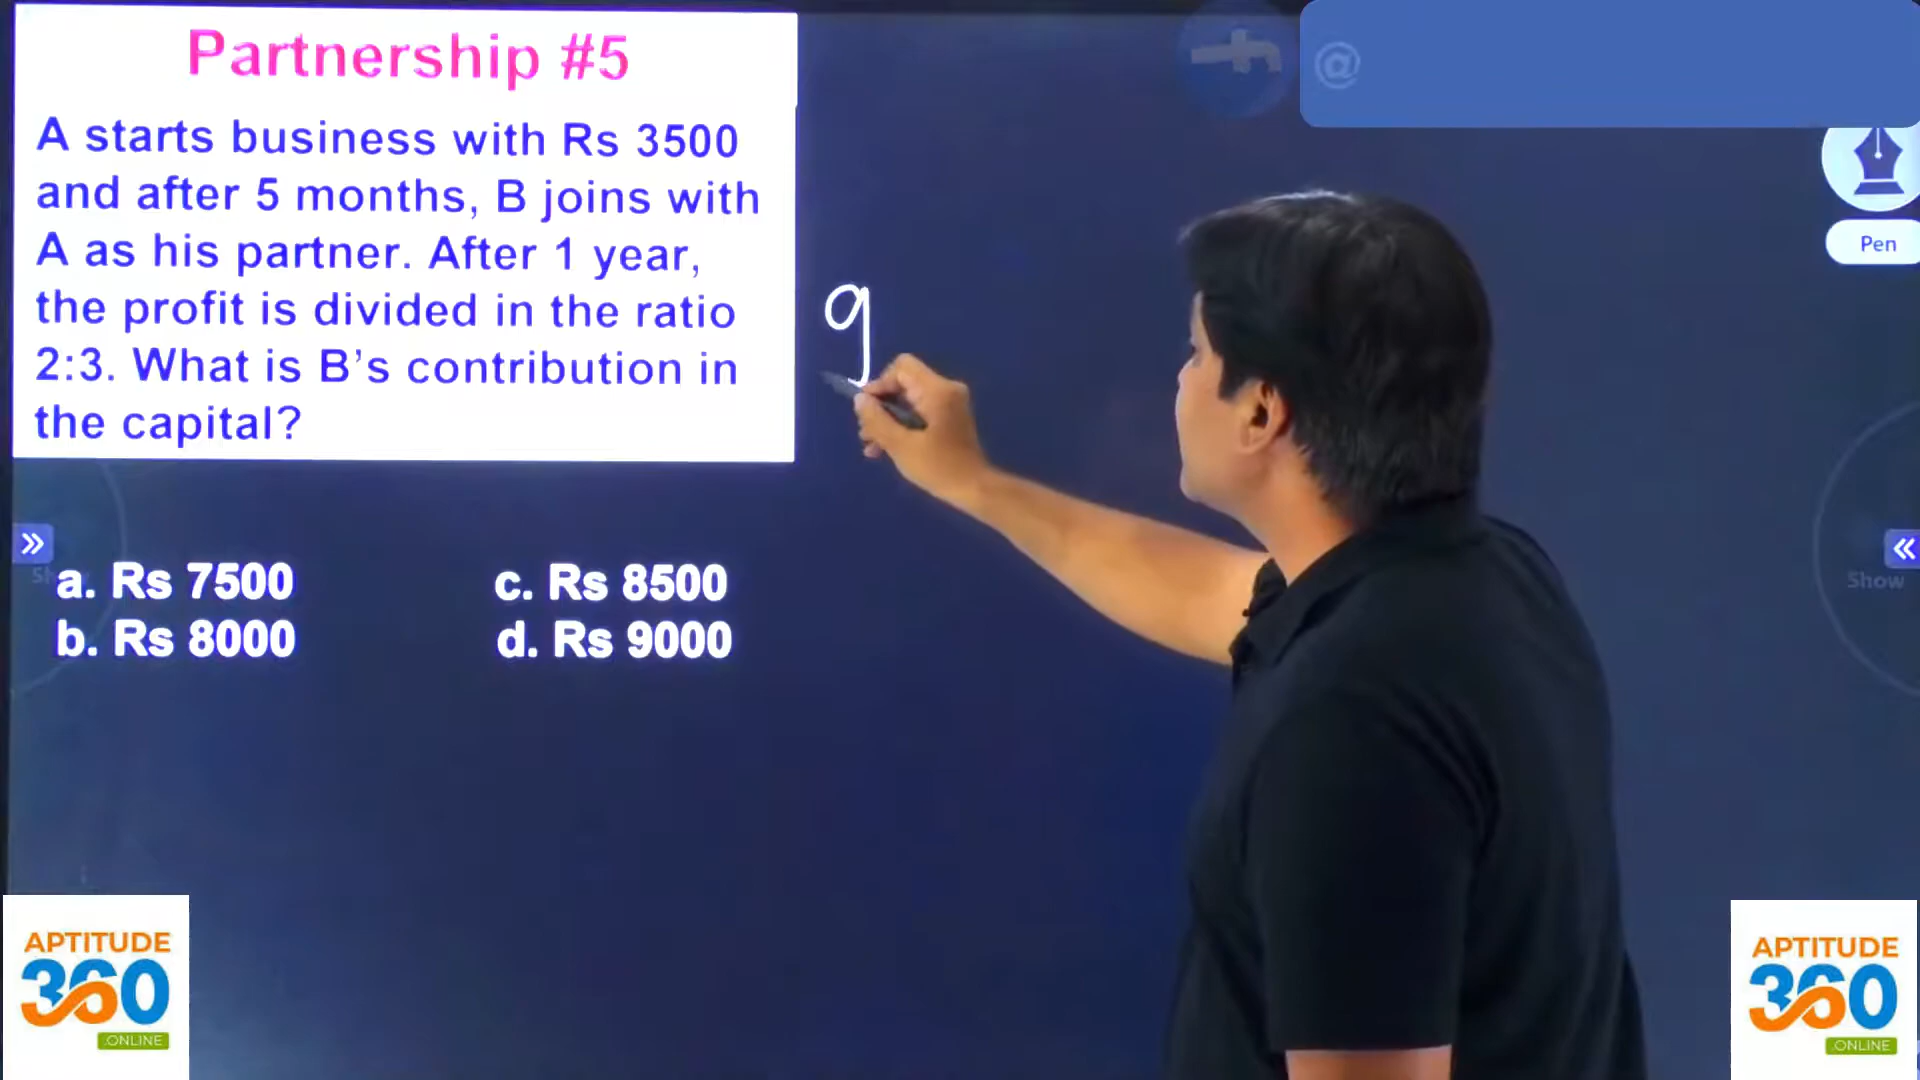 Partnership #5
A starts business with Rs 3500
and after 5 months, B joins with
A as his partner. After 1 year,
the profit is divided in the ratio
2:3. What is B’s contribution in
the capital?
9
@
Pen
a. Rs 7500
b. Rs 8000
c. Rs 8500
d. Rs 9000
Show
APTITUDE
360
.ONLINE
APTITUDE
360
.ONLINE